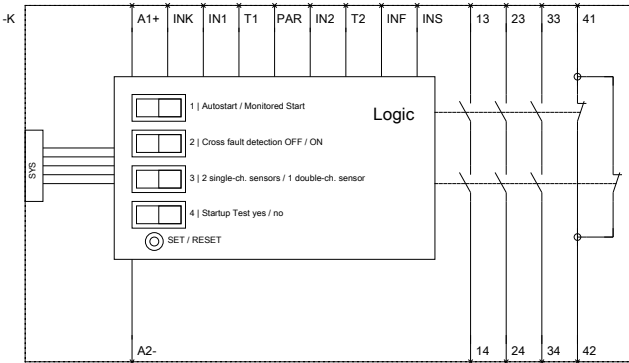 -K A1+ INK IN1 T1 PAR IN2 T2 INF INS 13 23 33 41
1 | Autostart / Monitored Start
Logic
2 | Cross fault detection OFF / ON
SYS
3 | 2 single-ch. sensors / 1 double-ch. sensor
4 | Startup Test yes / no
SET / RESET
A2- 14 24 34 42